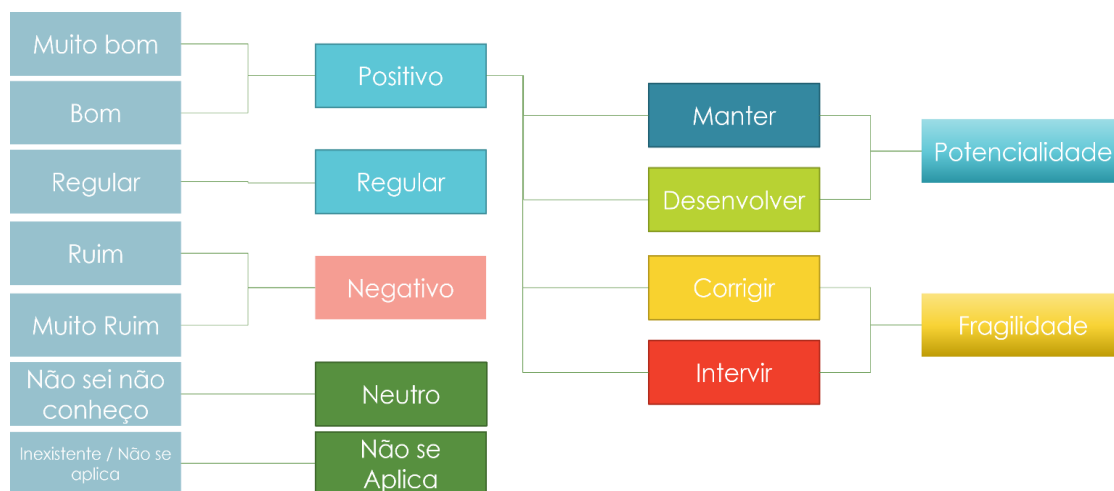 Muito bom
Bom
Regular
Ruim
Muito Ruim
Não sei não
conheço
Inexistente / Não se
aplica
Positivo
Regular
Negativo
Neutro
Não se
Aplica
Manter
Desenvolver
Corrigir
Intervir
Potencialidade
Fragilidade